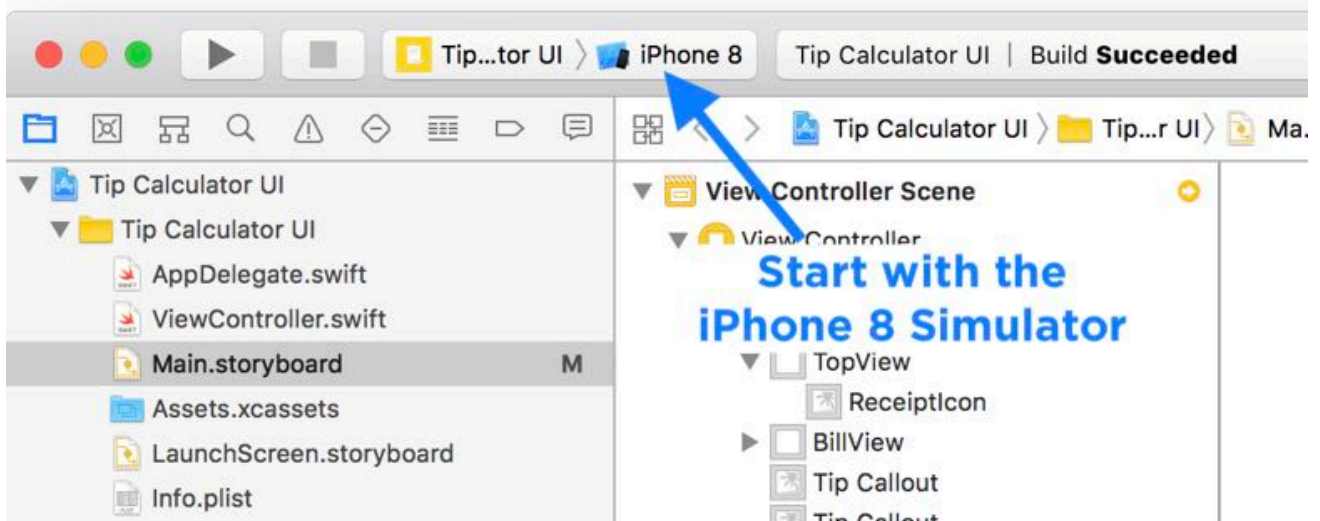 Tip...tor UI 〉 iPhone 8
Tip Calculator UI | Build Succeeded
Tip Calculator UI 〉 Tip...r UI 〉 Ma.
Tip Calculator UI
Tip Calculator UI
AppDelegate.swift
ViewController.swift
Main.storyboard M
Assets.xcassets
LaunchScreen.storyboard
Info.plist
View Controller Scene
View Controller
Start with the
iPhone 8 Simulator
TopView
ReceiptIcon
BillView
Tip Callout
Tip Callout